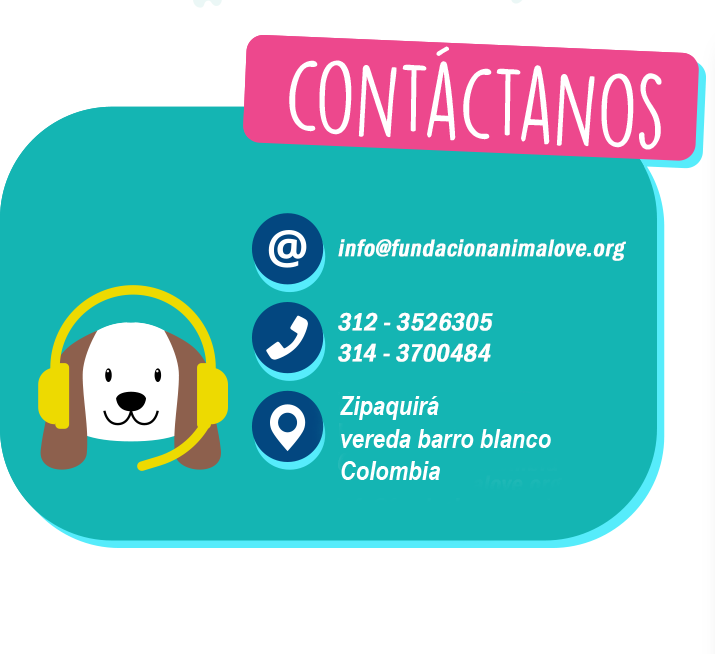 CONTÁCTANOS
@
info@fundacionanimalove.org
312 - 3526305
314 - 3700484
Zipaquirá
vereda barro blanco
Colombia